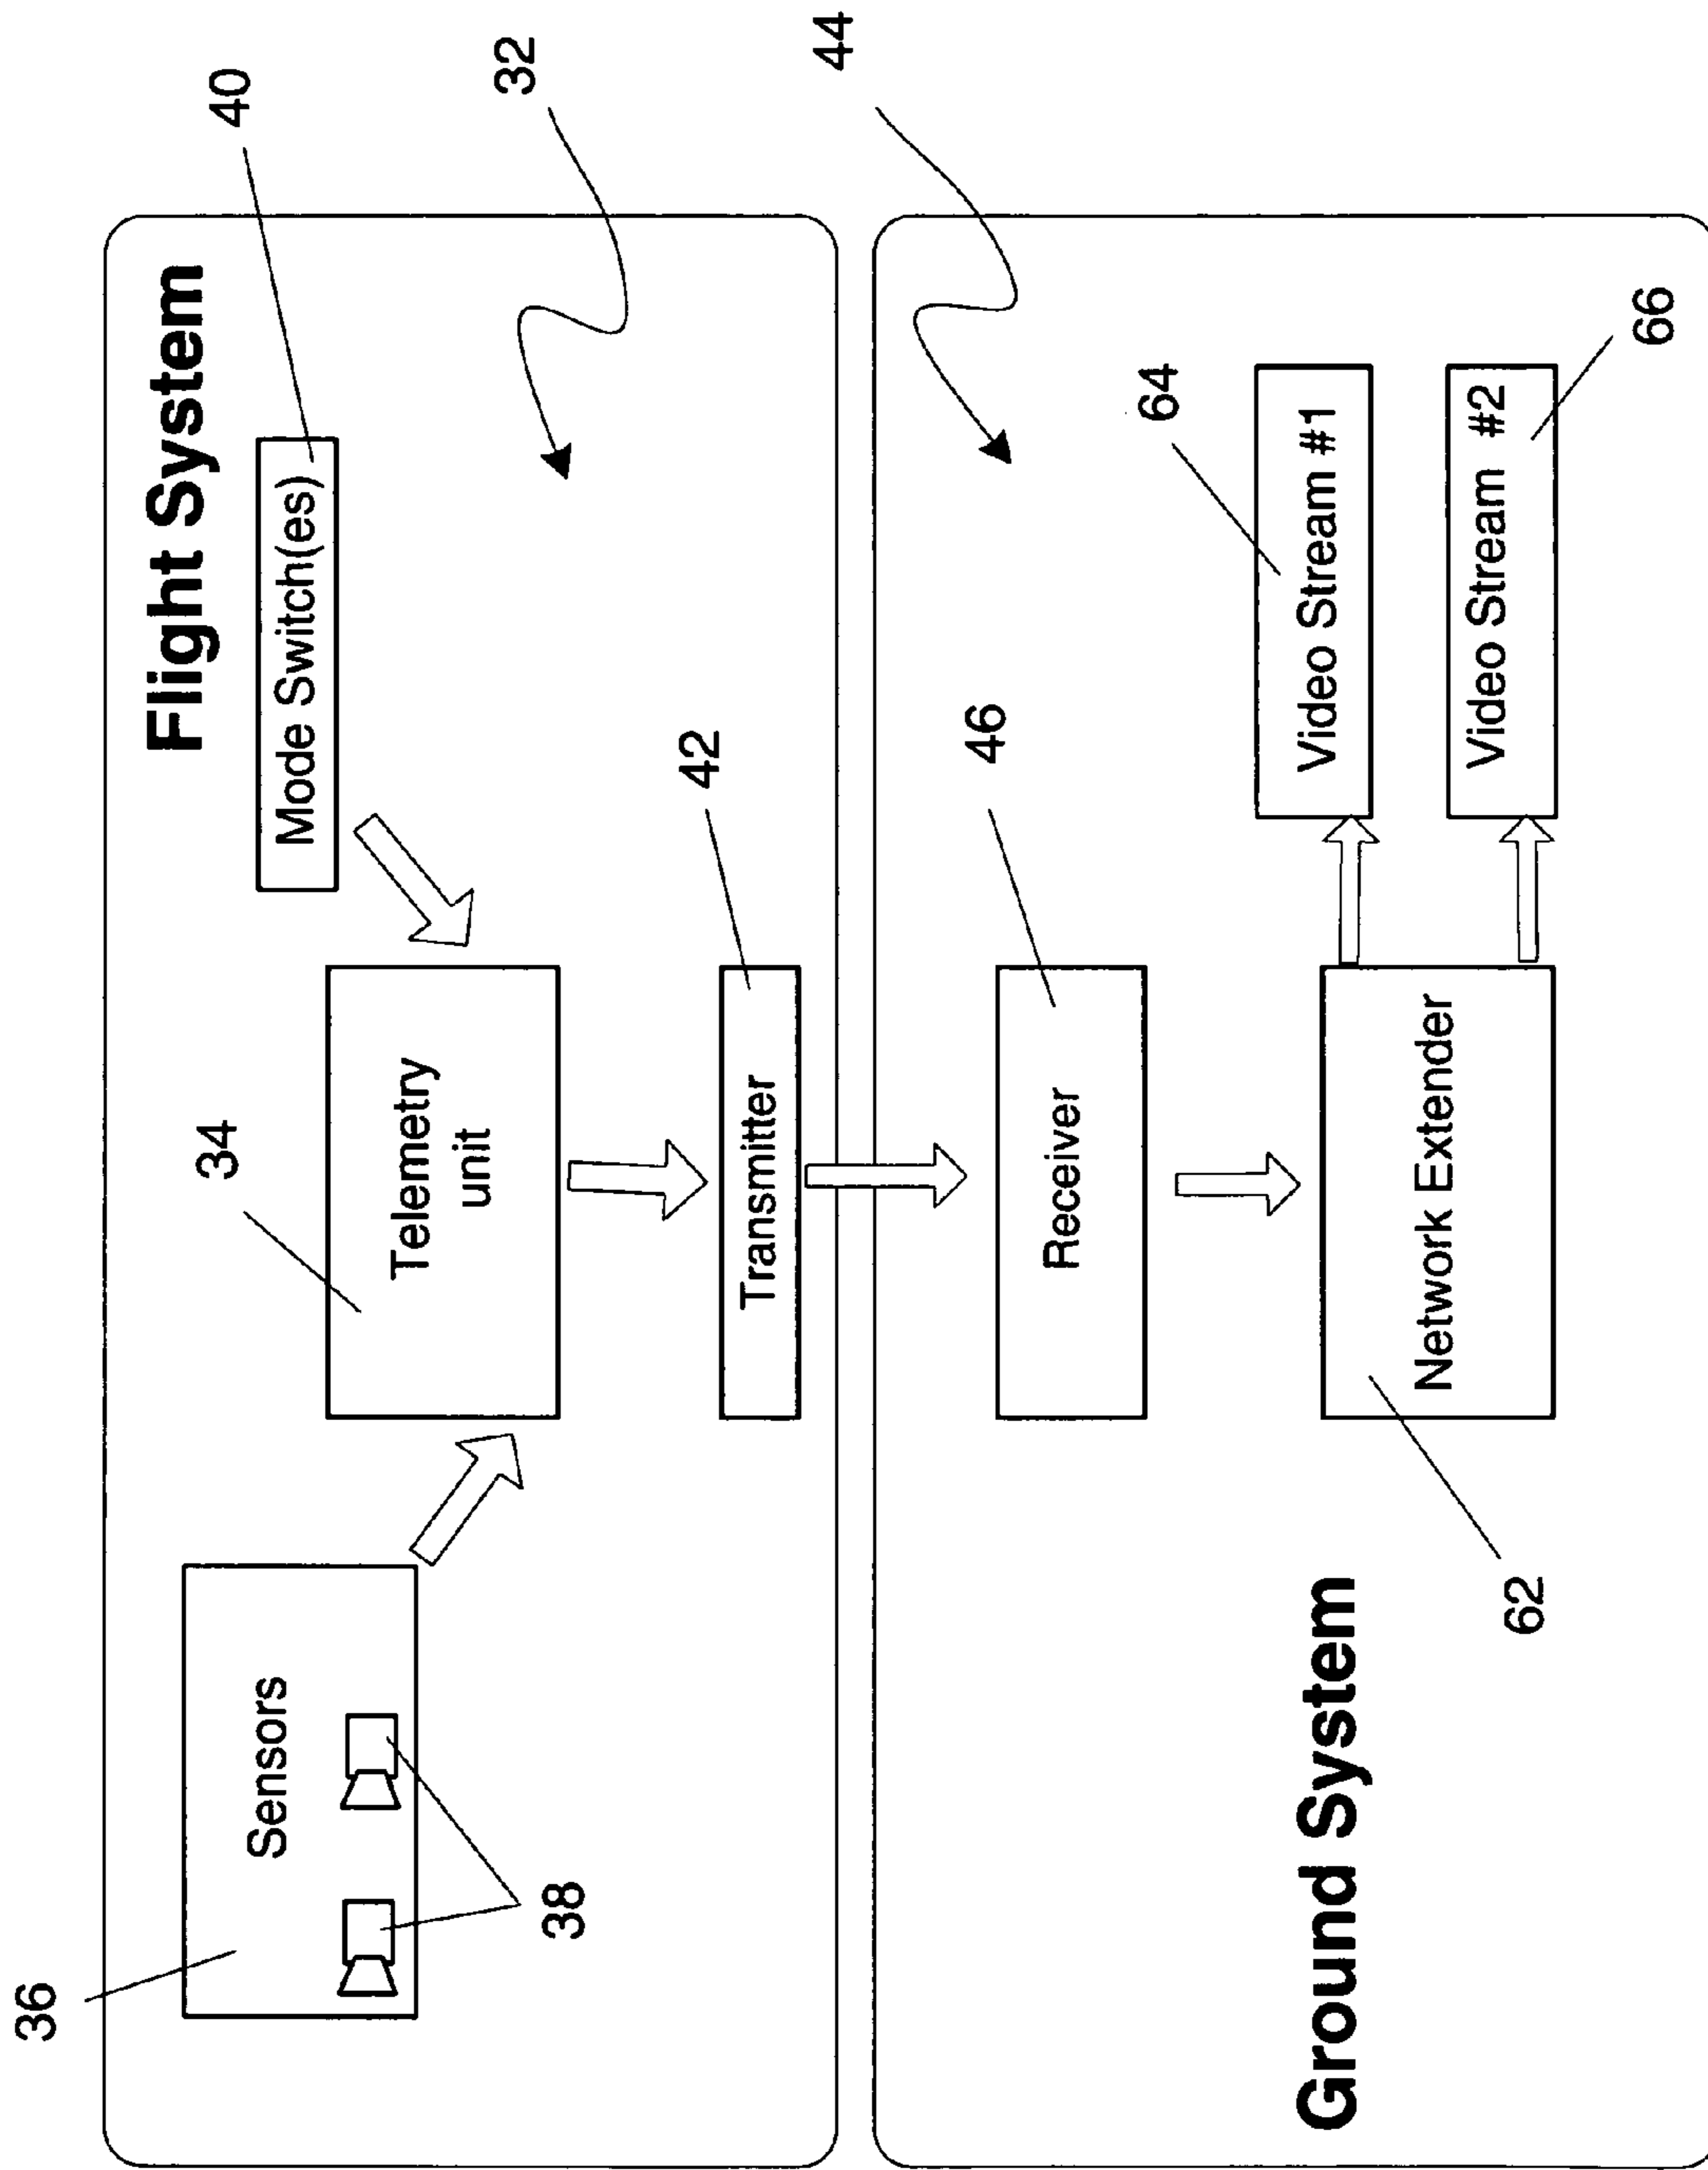 Flight System
40
Mode Switch(es)
32
36
Sensors
38
34
Telemetry
unit
42
Transmitter
44
46
Receiver
64
Video Stream #1
Video Stream #2
66
Network Extender
62
Ground System